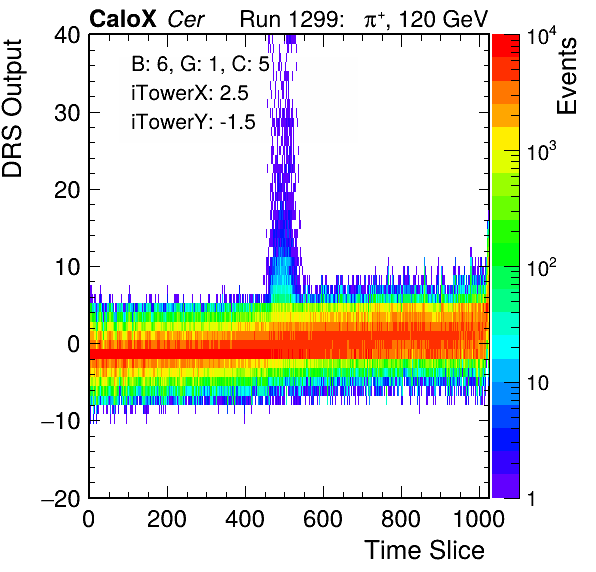 CaloX Cer Run 1299: π⁺, 120 GeV
B: 6, G: 1, C: 5
iTowerX: 2.5
iTowerY: -1.5
DRS Output
40
30
20
10
0
−10
−20
0 200 400 600 800 1000
Time Slice
Events
10⁴
10³
10²
10
1